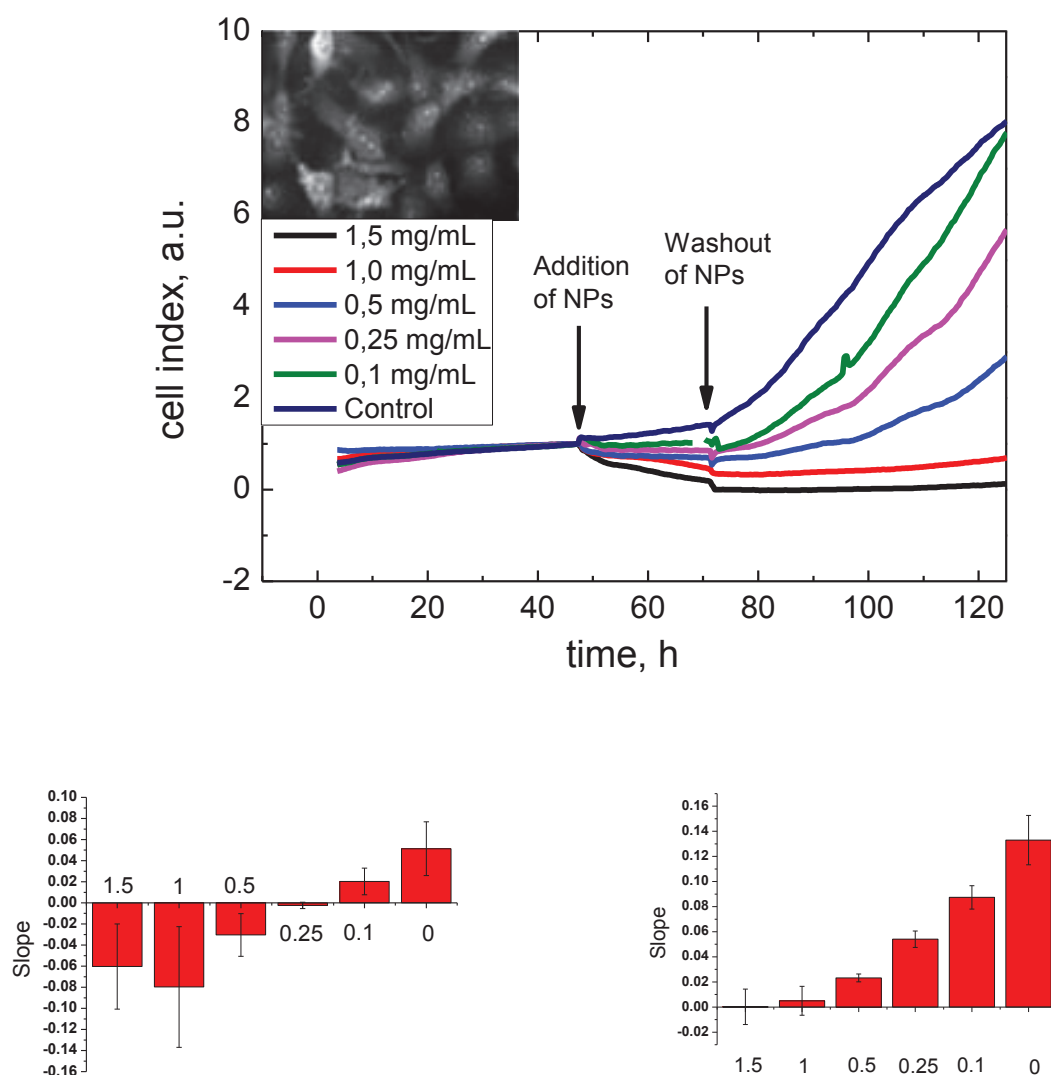 10
8
6
4
2
0
-2
cell index, a.u.
1,5 mg/mL
1,0 mg/mL
0,5 mg/mL
0,25 mg/mL
0,1 mg/mL
Control
Addition
of NPs
Washout
of NPs
0 20 40 60 80 100 120
time, h
0.10
0.08
0.06
0.04
0.02
0.00
-0.02
-0.04
-0.06
-0.08
-0.10
-0.12
-0.14
-0.16
Slope
1.5 1 0.5 0.25 0.1 0
0.16
0.14
0.12
0.10
0.08
0.06
0.04
0.02
0.00
-0.02
Slope
1.5 1 0.5 0.25 0.1 0